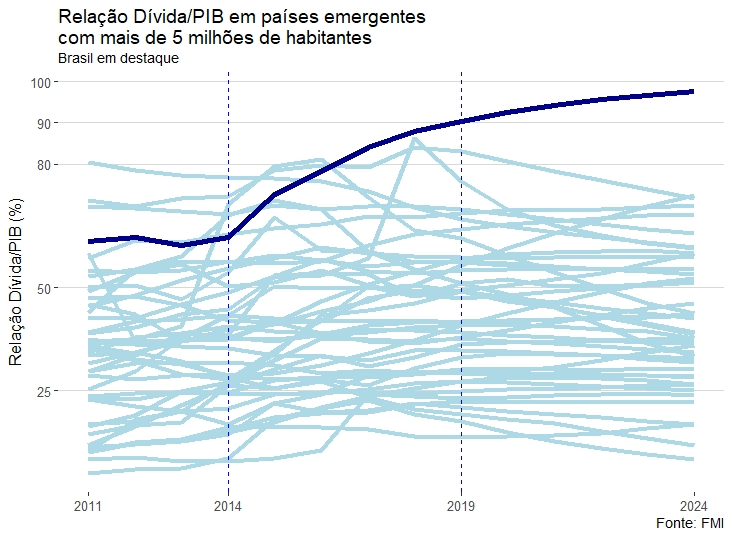 Relação Dívida/PIB em países emergentes
com mais de 5 milhões de habitantes
Brasil em destaque
100
90
80
50
25
Relação Dívida/PIB (%)
2011
2014
2019
2024
Fonte: FMI